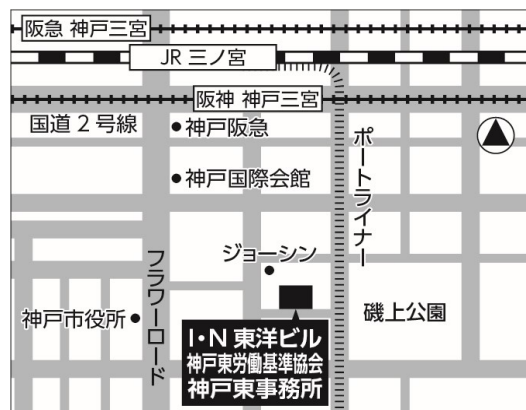 阪急 神戸三宮
JR 三ノ宮
阪神 神戸三宮
国道2号線
神戸阪急
神戸国際会館
ポートライナー
ジョーシン
フラワーロード
神戸市役所
磯上公園
I・N 東洋ビル
神戸東労働基準協会
神戸東事務所